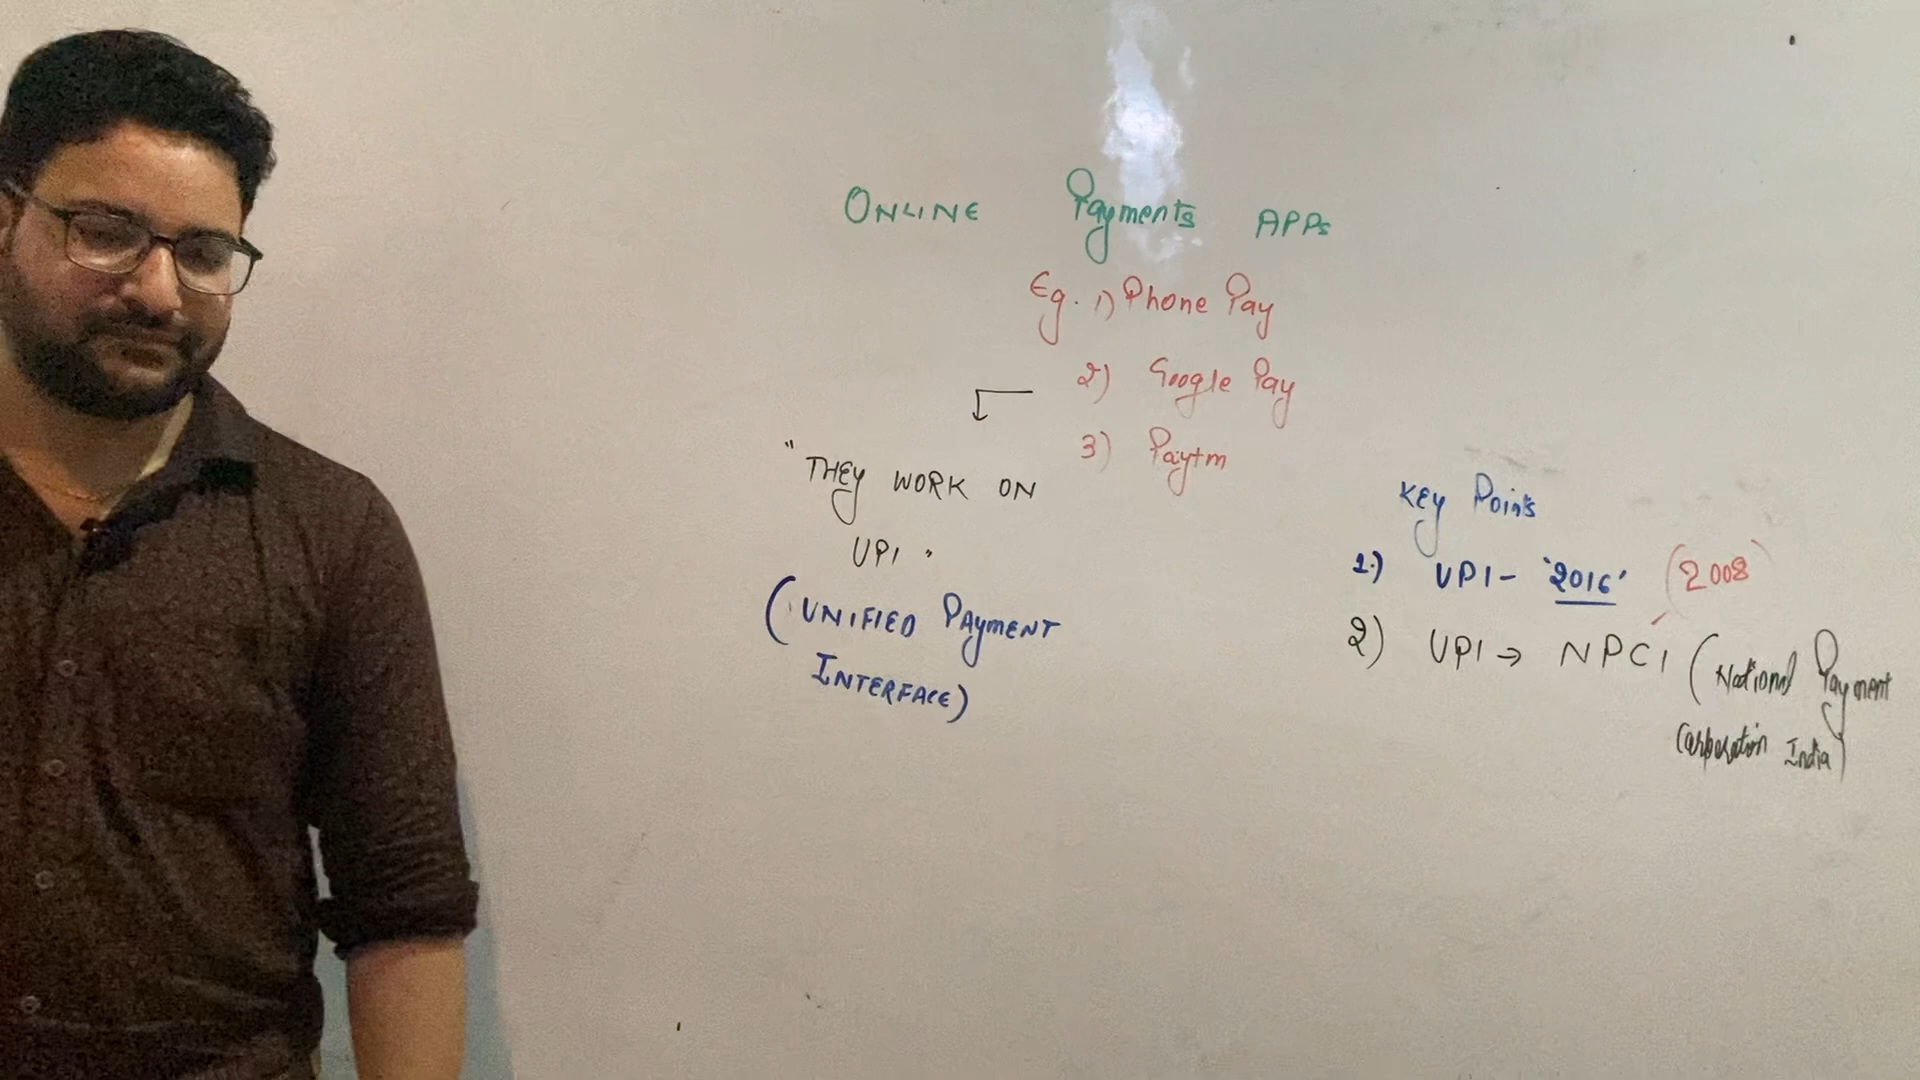 ONLINE Payments APPs
Eg. 1) Phone Pay
2) Google Pay
3) Paytm
"THEY WORK ON
UPI"
(UNIFIED PAYMENT
INTERFACE)
KEY Points
1.) UPI - '2016' (2008)
2) UPI → NPCI (National Payment
Corporation India)